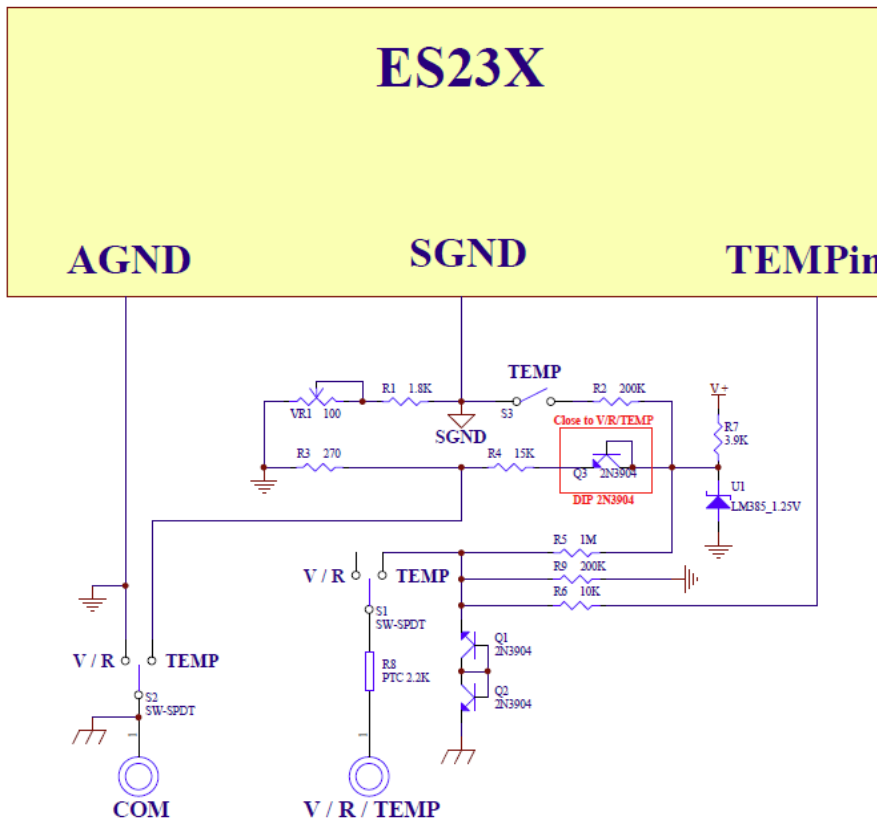 ES23X
AGND
SGND
TEMPin
TEMP
R1 1.8K
R2 200K
V+
VR1 100
S3
Close to V/R/TEMP
R7
3.9K
SGND
R3 270
R4 15K
Q3 2N3904
DIP 2N3904
U1
LM385_1.25V
R5 1M
V / R
TEMP
R9 200K
R6 10K
S1
SW-SPDT
Q1
2N3904
V / R
TEMP
R8
PTC 2.2K
Q2
2N3904
S2
SW-SPDT
1
1
COM
V / R / TEMP